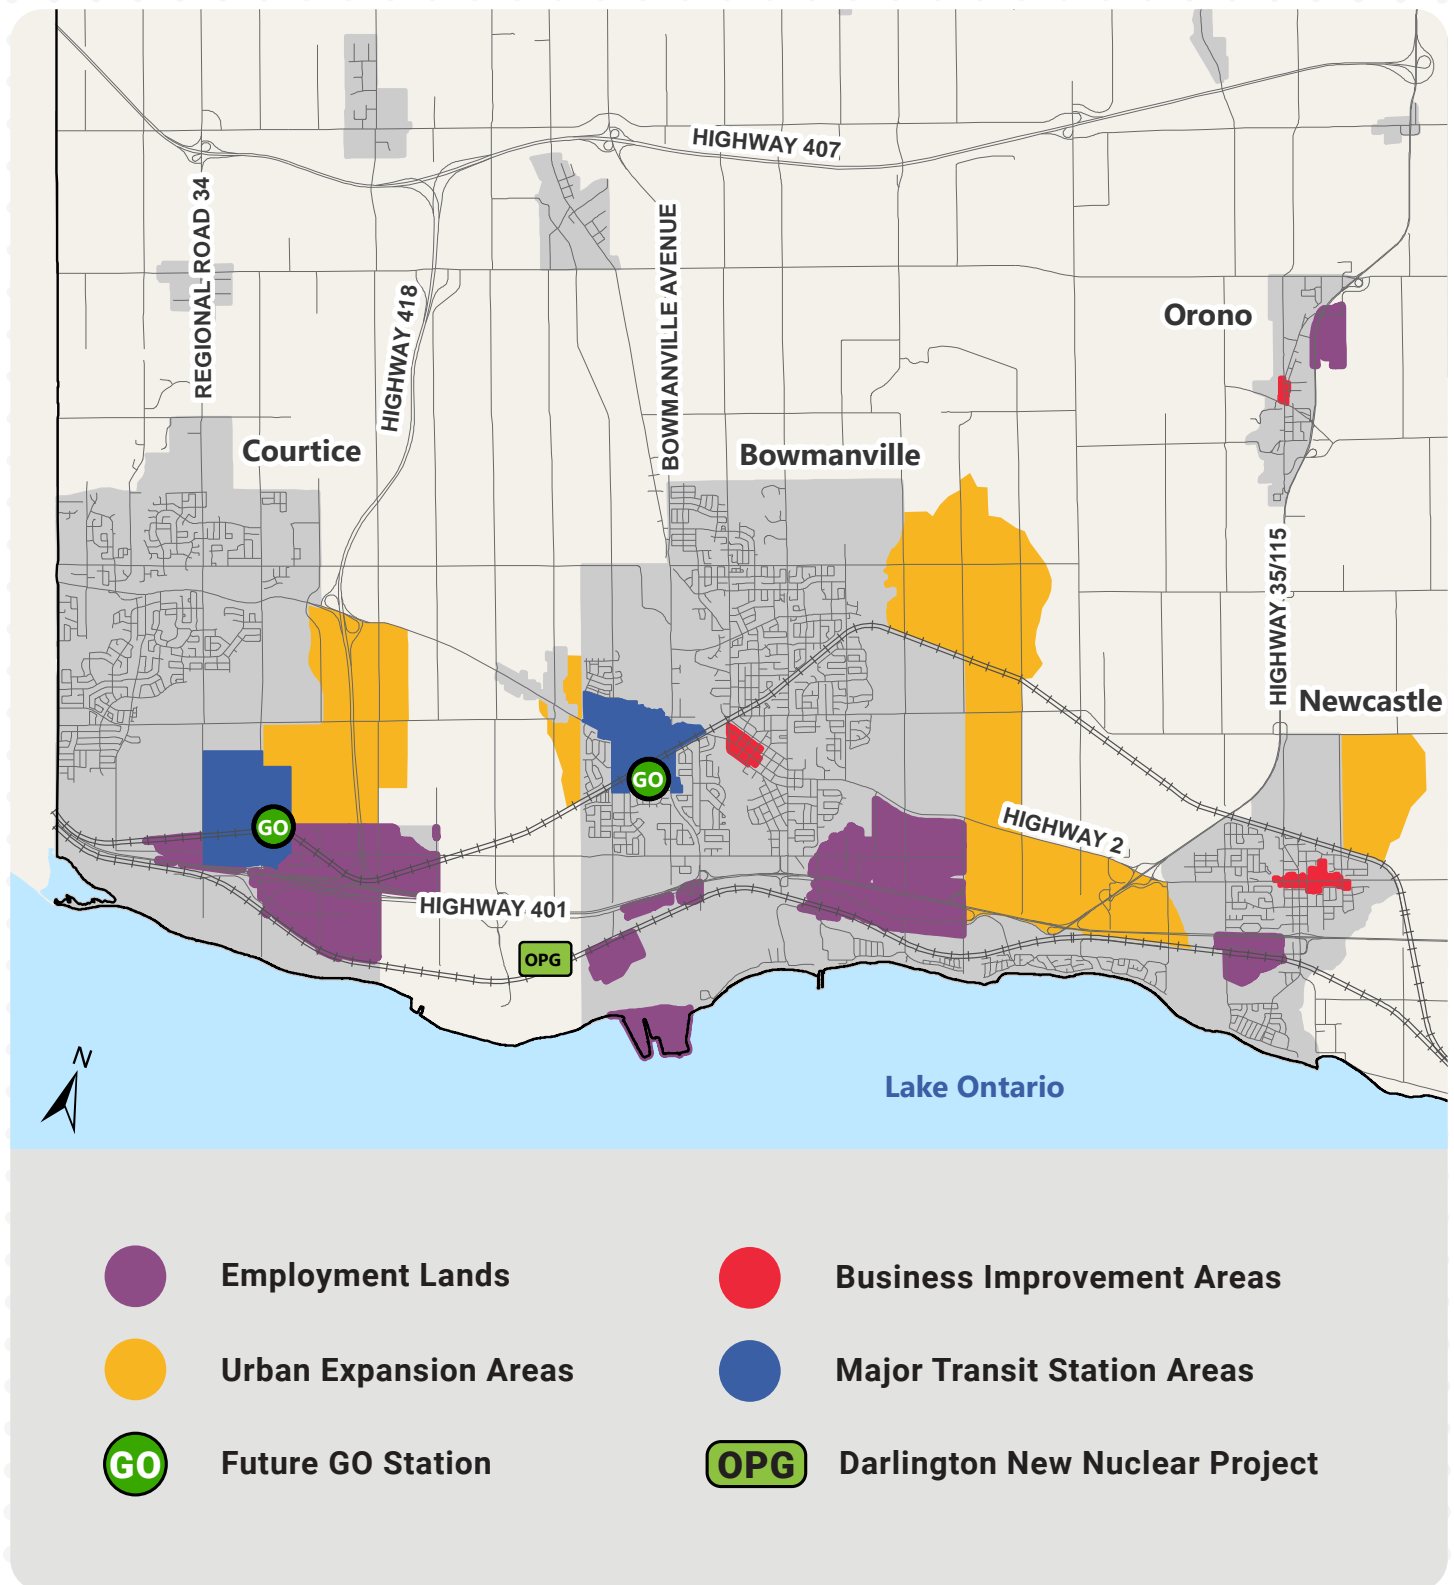 HIGHWAY 407
REGIONAL ROAD 34
BOWMANVILLE AVENUE
HIGHWAY 418
Orono
Courtice
Bowmanville
HIGHWAY 35/115
Newcastle
GO
GO
HIGHWAY 2
HIGHWAY 401
OPG
N
Lake Ontario
Employment Lands
Business Improvement Areas
Urban Expansion Areas
Major Transit Station Areas
GO Future GO Station
OPG Darlington New Nuclear Project